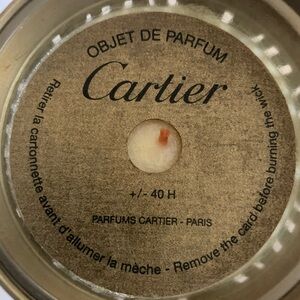 OBJET DE PARFUM
Cartier
+/- 40 H
PARFUMS CARTIER - PARIS
Retirer la cartonnette avant d'allumer la mèche - Remove the card before burning the wick